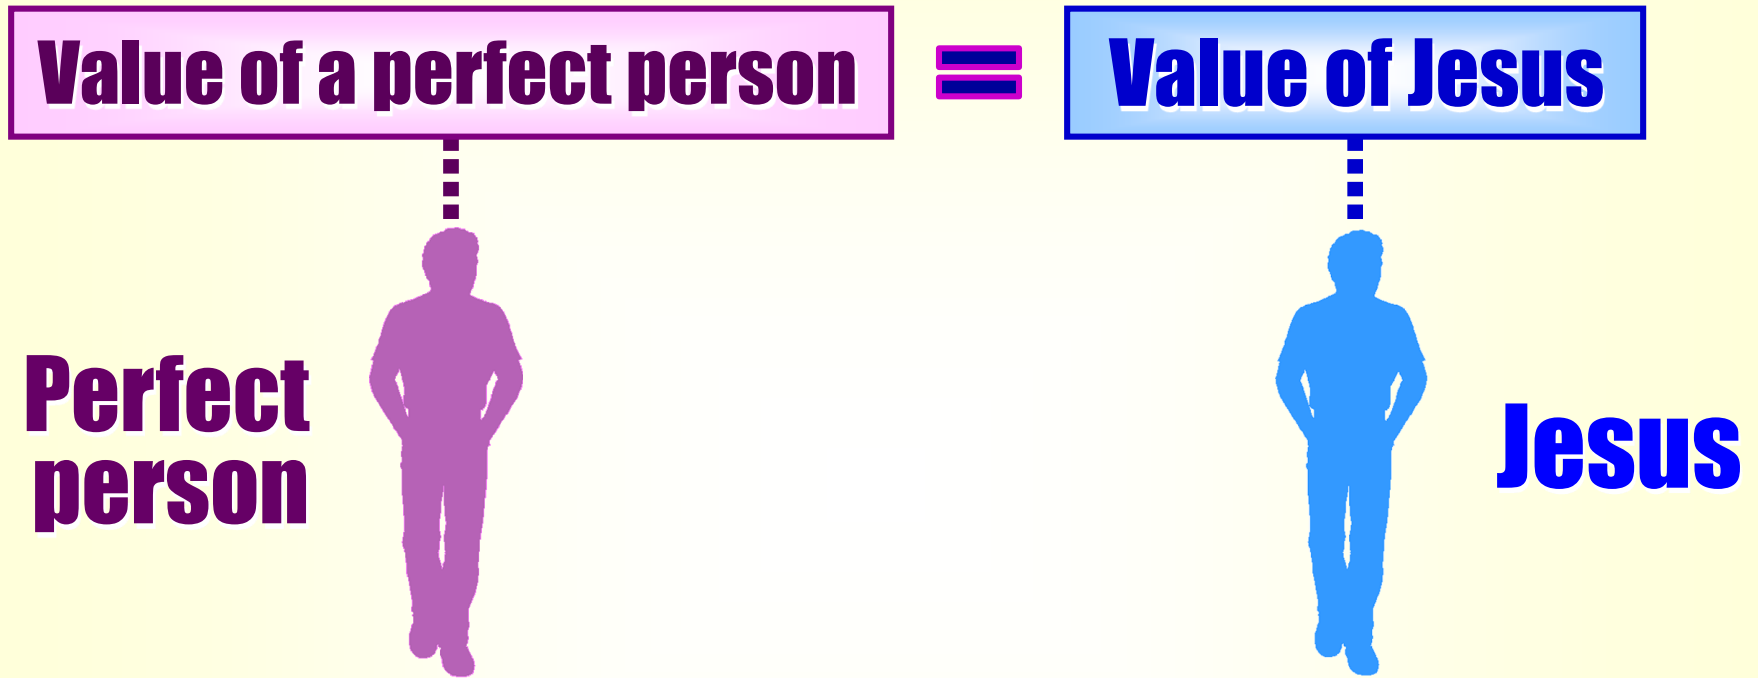 Value of a perfect person = Value of Jesus
Perfect
person
Jesus